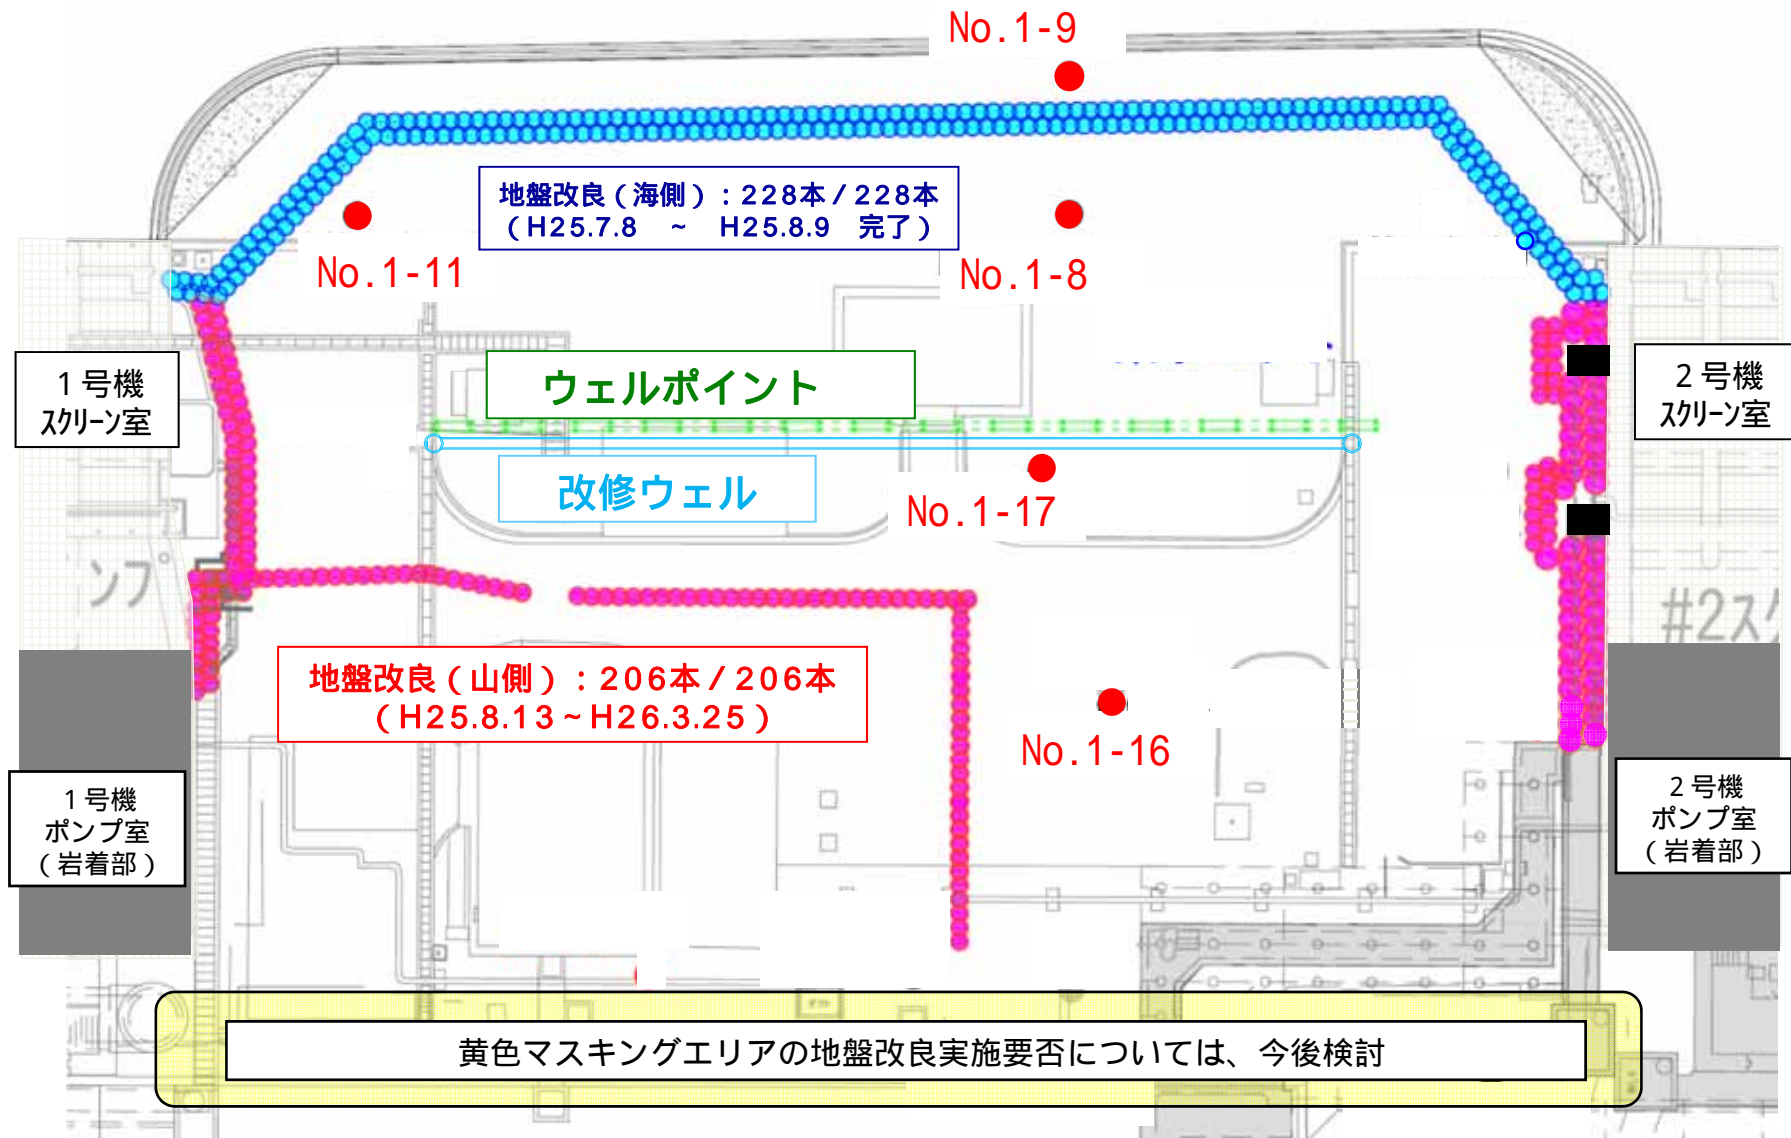 No.1-9
地盤改良（海側）：228本／228本
（H25.7.8　～　H25.8.9　完了）
No.1-11
No.1-8
1号機
スクリーン室
ウェルポイント
2号機
スクリーン室
改修ウェル
No.1-17
ンプ
#2スク
地盤改良（山側）：206本／206本
（H25.8.13～H26.3.25）
No.1-16
1号機
ポンプ室
（岩着部）
2号機
ポンプ室
（岩着部）
黄色マスキングエリアの地盤改良実施要否については、今後検討